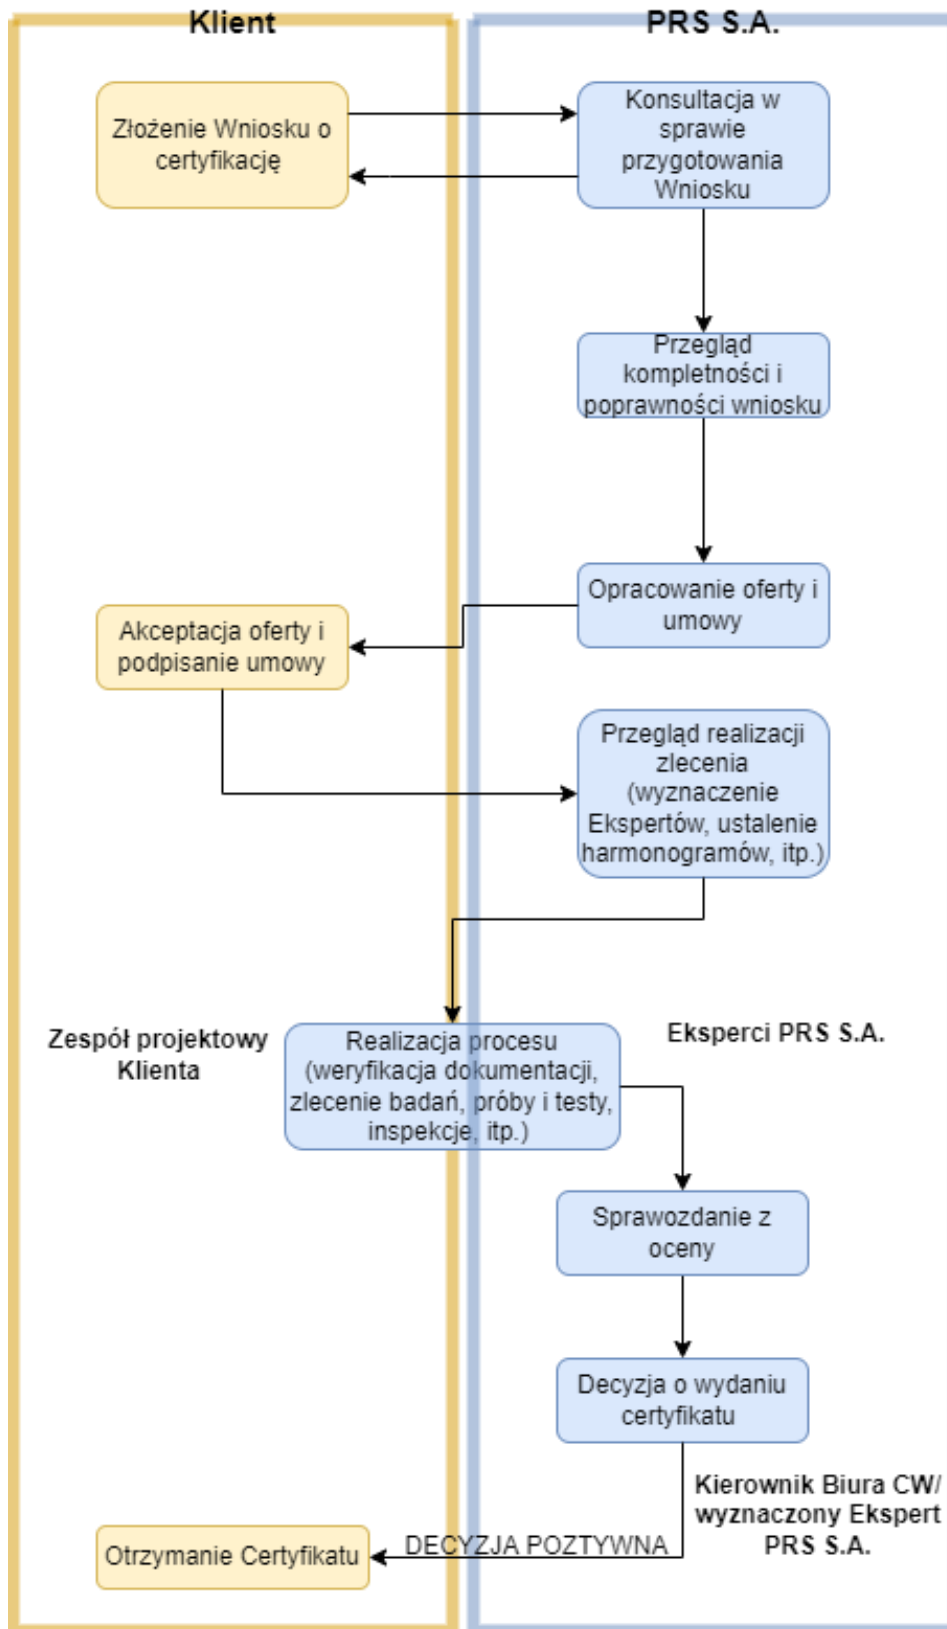 Klient
PRS S.A.
Złożenie Wniosku o
certyfikację
Konsultacja w
sprawie
przygotowania
Wniosku
Przegląd
kompletności i
poprawności wniosku
Opracowanie oferty i
umowy
Akceptacja oferty i
podpisanie umowy
Przegląd realizacji
zlecenia
(wyznaczenie
Ekspertów, ustalenie
harmonogramów, itp.)
Zespół projektowy
Klienta
Realizacja procesu
(weryfikacja dokumentacji,
zlecenie badań, próby i testy,
inspekcje, itp.)
Eksperci PRS S.A.
Sprawozdanie z
oceny
Decyzja o wydaniu
certyfikatu
Kierownik Biura CW/
wyznaczony Ekspert
PRS S.A.
DECYZJA POZTYWNA
Otrzymanie Certyfikatu